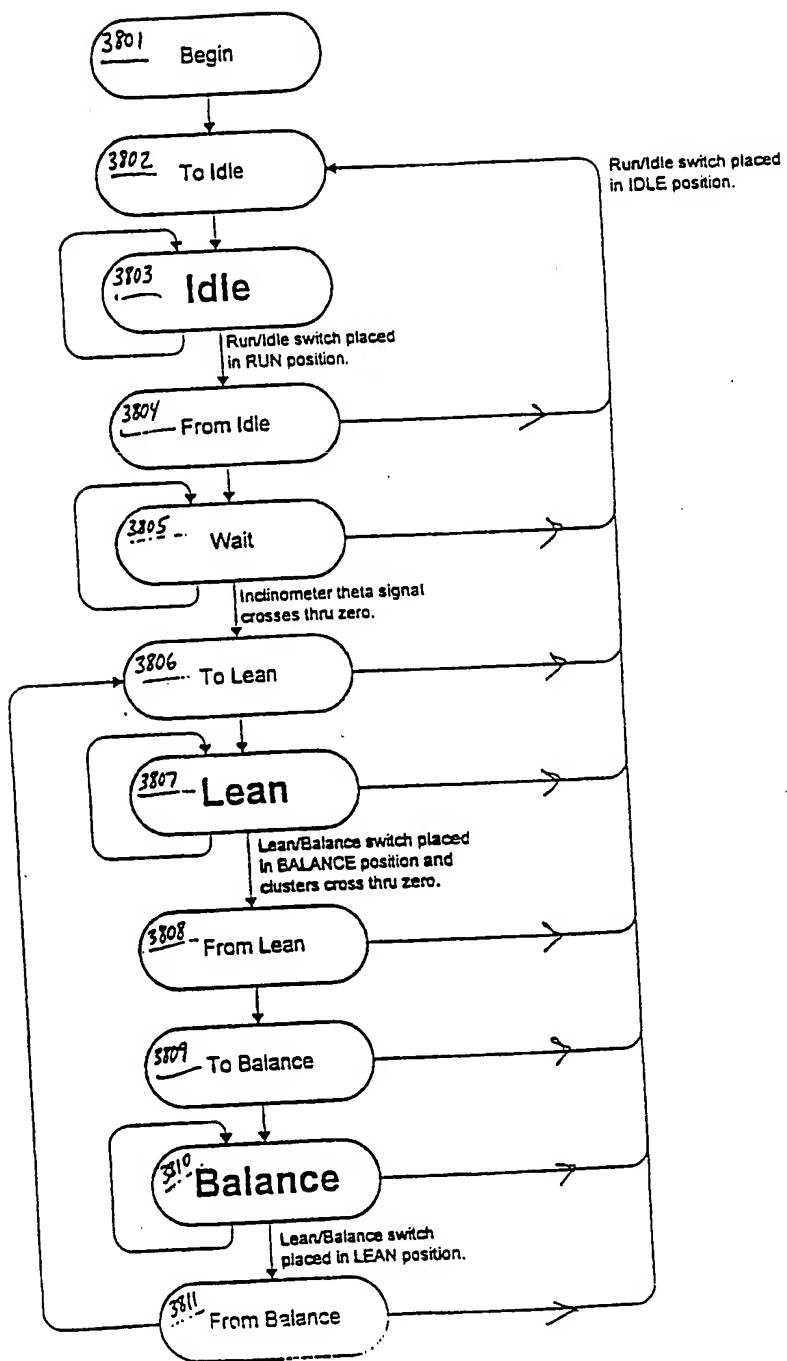 3801 Begin
3802 To Idle
Run/Idle switch placed
in IDLE position.
3803 Idle
Run/Idle switch placed
in RUN position.
3804 From Idle
3805 Wait
Inclinometer theta signal
crosses thru zero.
3806 To Lean
3807 Lean
Lean/Balance switch placed
in BALANCE position and
clusters cross thru zero.
3808 From Lean
3809 To Balance
3810 Balance
Lean/Balance switch
placed in LEAN position.
3811 From Balance